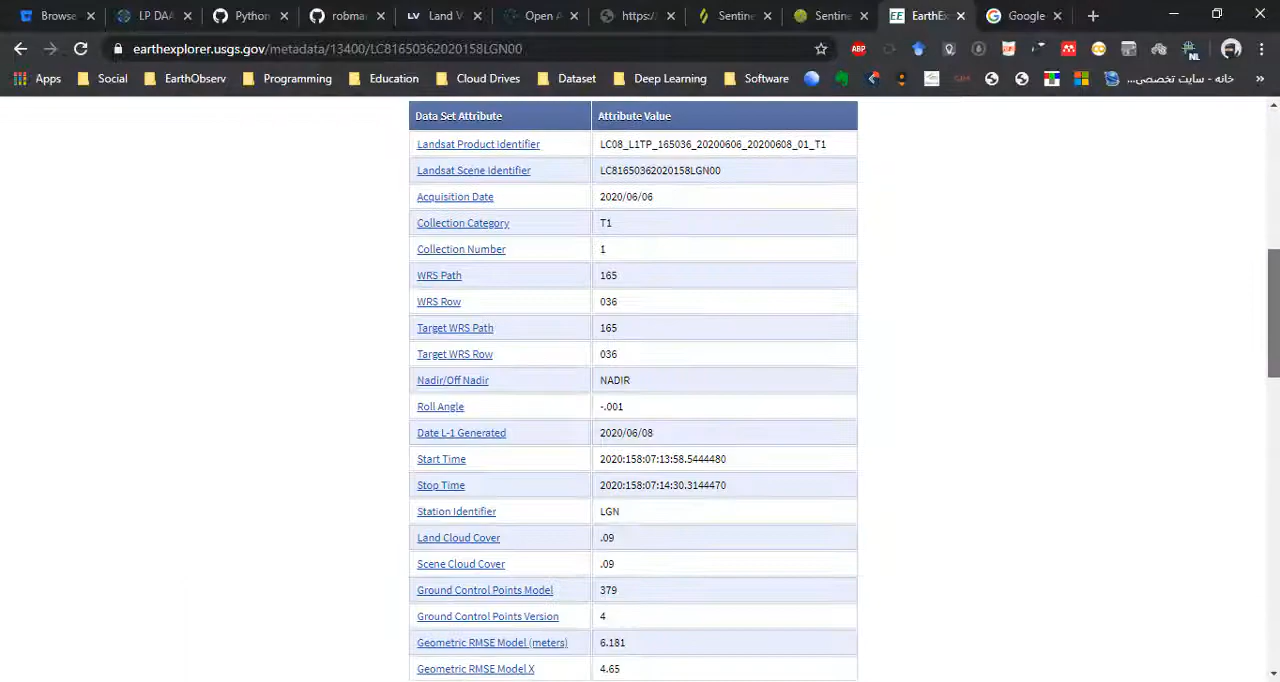 Browse
LP DAA
Python
robmar
Land V
Open A
https:/
Sentine
Sentine
EarthEx
Google
earthexplorer.usgs.gov/metadata/13400/LC81650362020158LGN00
ABP
NL
Apps
Social
EarthObserv
Programming
Education
Cloud Drives
Dataset
Deep Learning
Software
خانه - سایت تخصصی...
Data Set Attribute Attribute Value
Landsat Product Identifier LC08_L1TP_165036_20200606_20200608_01_T1
Landsat Scene Identifier LC81650362020158LGN00
Acquisition Date 2020/06/06
Collection Category T1
Collection Number 1
WRS Path 165
WRS Row 036
Target WRS Path 165
Target WRS Row 036
Nadir/Off Nadir NADIR
Roll Angle -.001
Date L-1 Generated 2020/06/08
Start Time 2020:158:07:13:58.5444480
Stop Time 2020:158:07:14:30.3144470
Station Identifier LGN
Land Cloud Cover .09
Scene Cloud Cover .09
Ground Control Points Model 379
Ground Control Points Version 4
Geometric RMSE Model (meters) 6.181
Geometric RMSE Model X 4.65